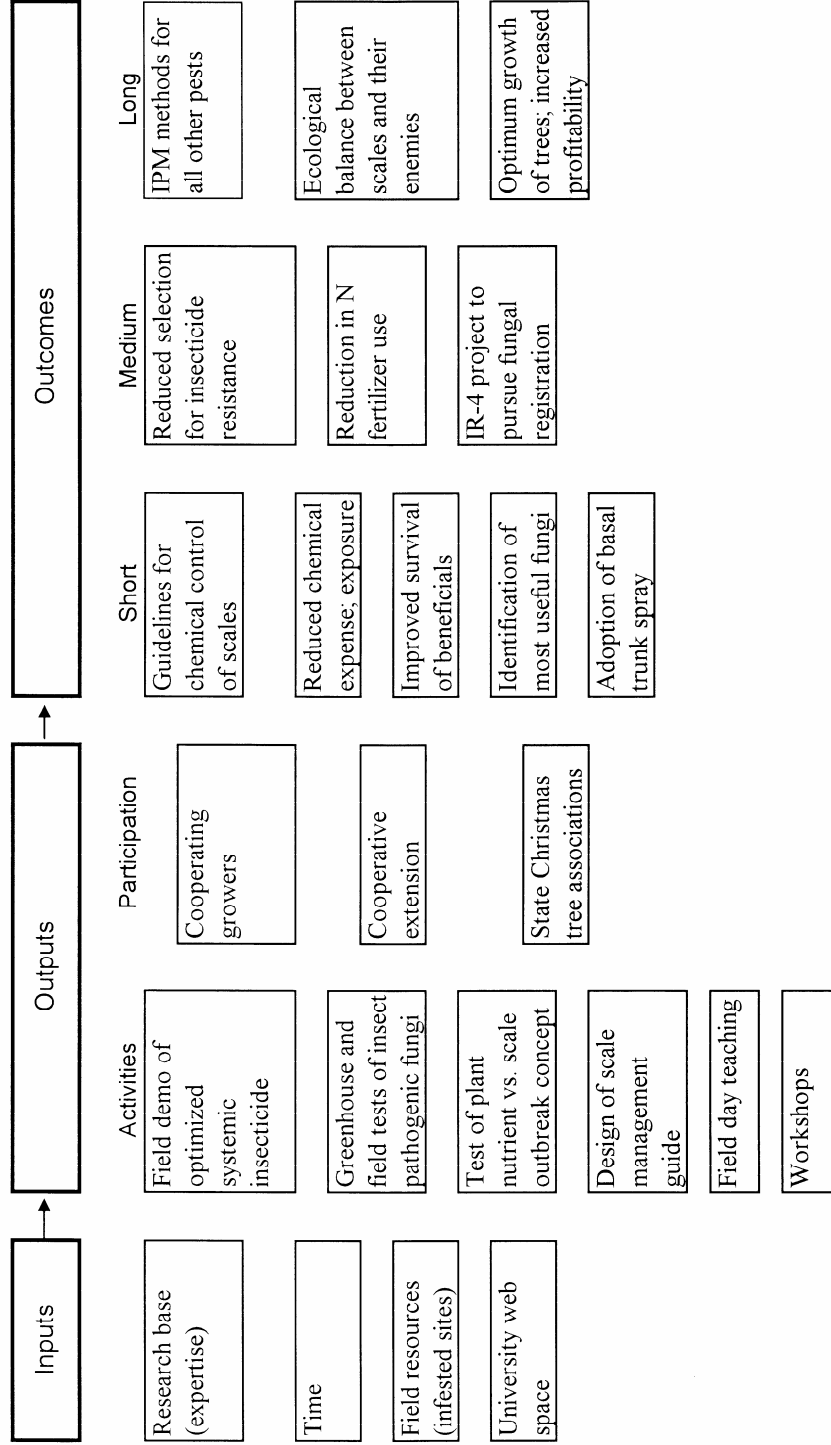 Inputs
Outputs
Outcomes
Activities
Participation
Short
Medium
Long
Research base
(expertise)
Time
Field resources
(infested sites)
University web
space
Field demo of
optimized
systemic
insecticide
Greenhouse and
field tests of insect
pathogenic fungi
Test of plant
nutrient vs. scale
outbreak concept
Design of scale
management
guide
Field day teaching
Workshops
Cooperating
growers
Cooperative
extension
State Christmas
tree associations
Guidelines for
chemical control
of scales
Reduced chemical
expense; exposure
Improved survival
of beneficials
Identification of
most useful fungi
Adoption of basal
trunk spray
Reduced selection
for insecticide
resistance
Reduction in N
fertilizer use
IR-4 project to
pursue fungal
registration
IPM methods for
all other pests
Ecological
balance between
scales and their
enemies
Optimum growth
of trees; increased
profitability